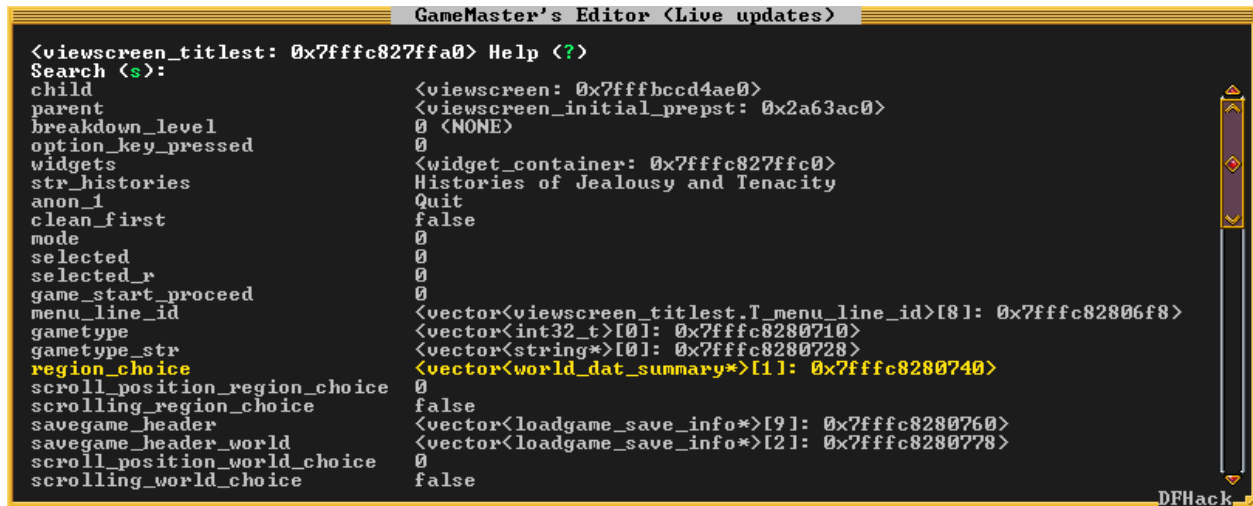 GameMaster's Editor (Live updates)
<viewscreen_titlest: 0x7fffc827ffa0> Help (?)
Search (s):
child <viewscreen: 0x7fffbccd4ae0>
parent <viewscreen_initial_prepst: 0x2a63ac0>
breakdown_level 0 (NONE)
option_key_pressed 0
widgets <widget_container: 0x7fffc827ffc0>
str_histories Histories of Jealousy and Tenacity
anon_1 Quit
clean_first false
mode 0
selected 0
selected_r 0
game_start_proceed 0
menu_line_id <vector<viewscreen_titlest.T_menu_line_id>[8]: 0x7fffc82806f8>
gametype <vector<int32_t>[0]: 0x7fffc8280710>
gametype_str <vector<string*>[0]: 0x7fffc8280728>
region_choice <vector<world_dat_summary*>[1]: 0x7fffc8280740>
scroll_position_region_choice 0
scrolling_region_choice false
savegame_header <vector<loadgame_save_info*>[9]: 0x7fffc8280760>
savegame_header_world <vector<loadgame_save_info*>[2]: 0x7fffc8280778>
scroll_position_world_choice 0
scrolling_world_choice false
DFHack